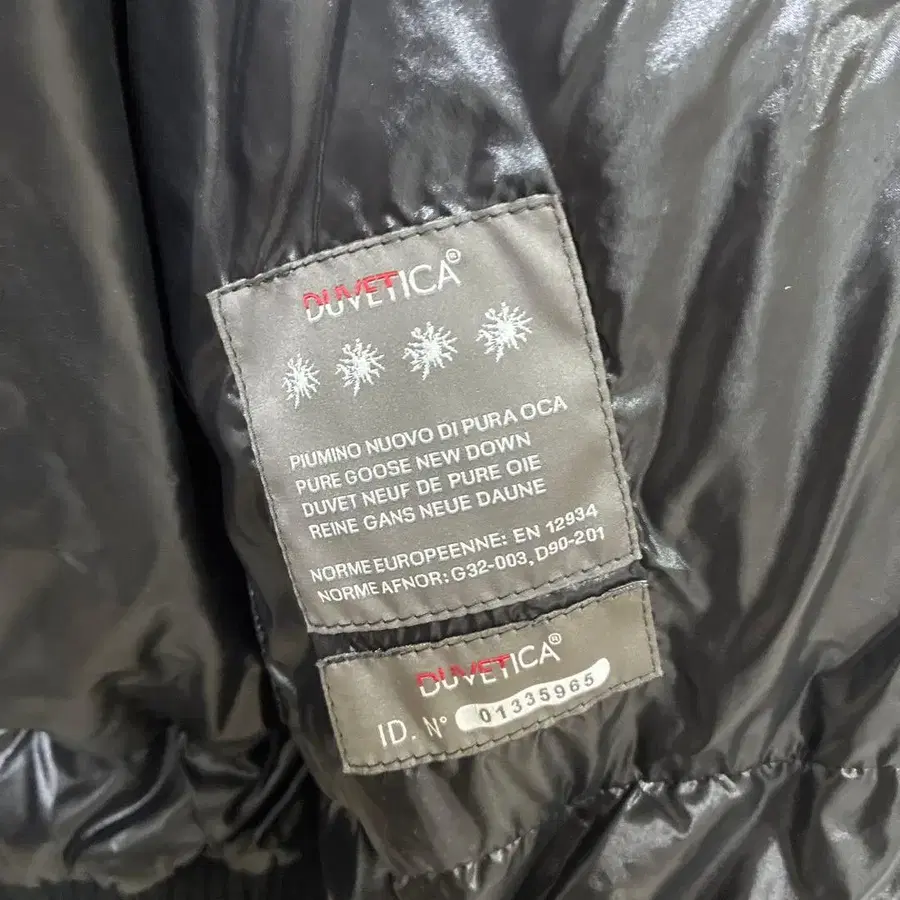 DUVETICA®
PIUMINO NUOVO DI PURA OCA
PURE GOOSE NEW DOWN
DUVET NEUF DE PURE OIE
REINE GANS NEUE DAUNE
NORME EUROPEENNE: EN 12934
NORME AFNOR: G32-003, D90-201
DUVETICA®
ID. N° 01335965